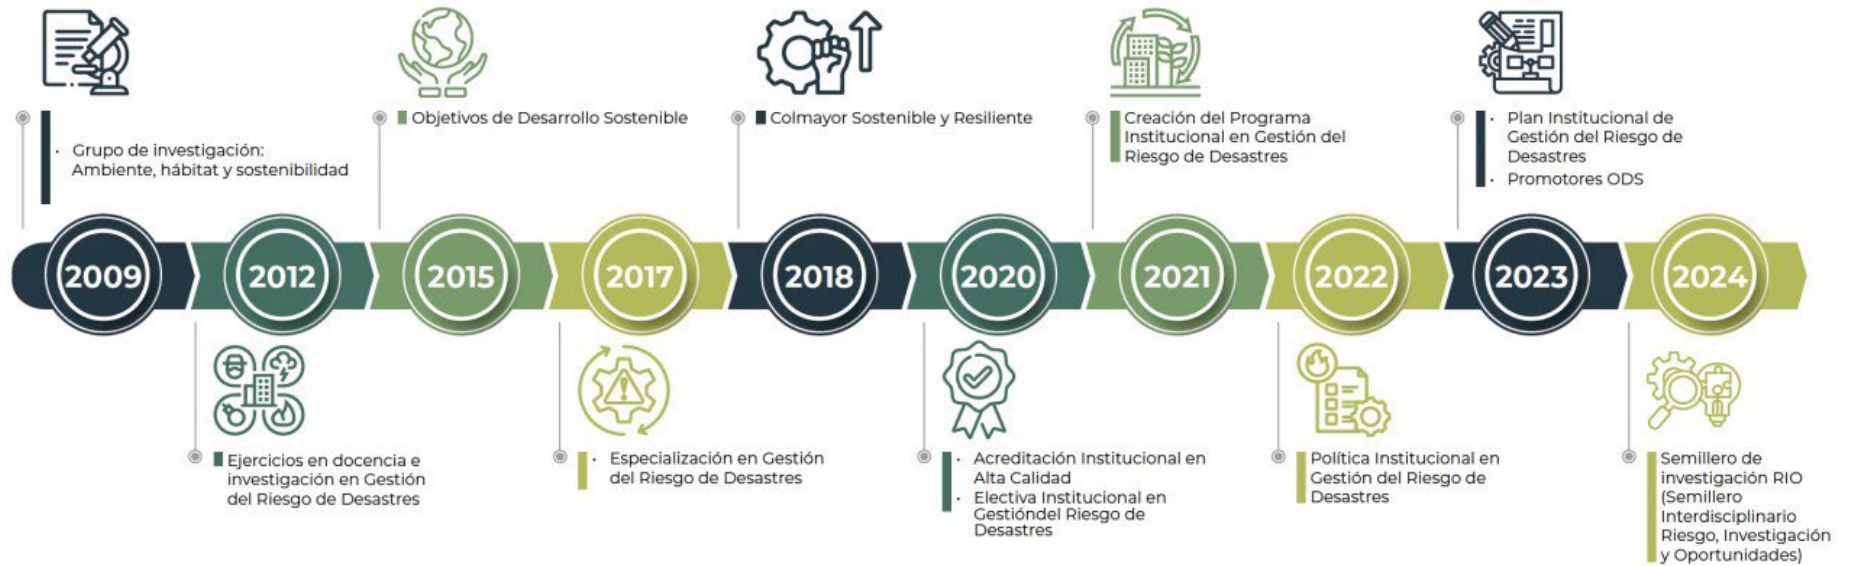 Grupo de investigación:
Ambiente, hábitat y sostenibilidad
Objetivos de Desarrollo Sostenible
Colmayor Sostenible y Resiliente
Creación del Programa
Institucional en Gestión del
Riesgo de Desastres
· Plan Institucional de
Gestión del Riesgo de
Desastres
· Promotores ODS
2009
2012
2015
2017
2018
2020
2021
2022
2023
2024
Ejercicios en docencia e
investigación en Gestión
del Riesgo de Desastres
· Especialización en Gestión
del Riesgo de Desastres
· Acreditación Institucional en
Alta Calidad
· Electiva Institucional en
Gestióndel Riesgo de
Desastres
Política Institucional en
Gestión del Riesgo de
Desastres
Semillero de
investigación RIO
(Semillero
Interdisciplinario
Riesgo, Investigación
y Oportunidades)